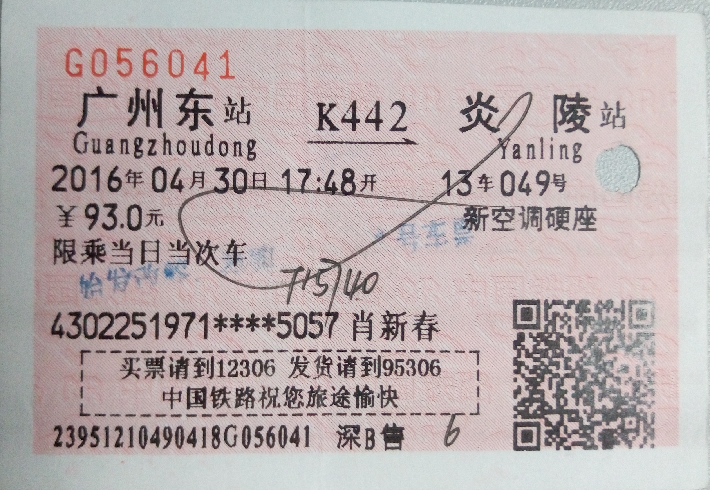 G056041
广州东站 K442 炎陵站
Guangzhoudong Yanling
2016年04月30日17:48开 13车049号
￥93.0元 新空调硬座
限乘当日当次车
T15740
4302251971****5057 肖新春
买票请到12306 发货请到95306
中国铁路祝您旅途愉快
23951210490418G056041 深B售 6